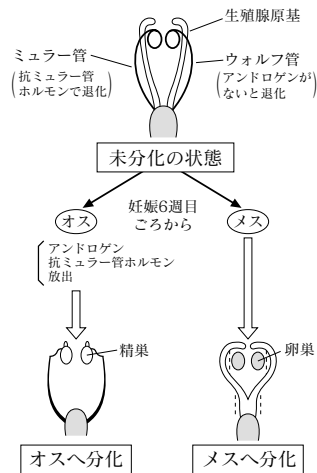 生殖腺原基
ミュラー管
(抗ミュラー管
ホルモンで退化)
ウォルフ管
(アンドロゲンが
ないと退化)
未分化の状態
オス
妊娠6週目
ごろから
メス
アンドロゲン
抗ミュラー管ホルモン
放出
精巣
卵巣
オスへ分化
メスへ分化